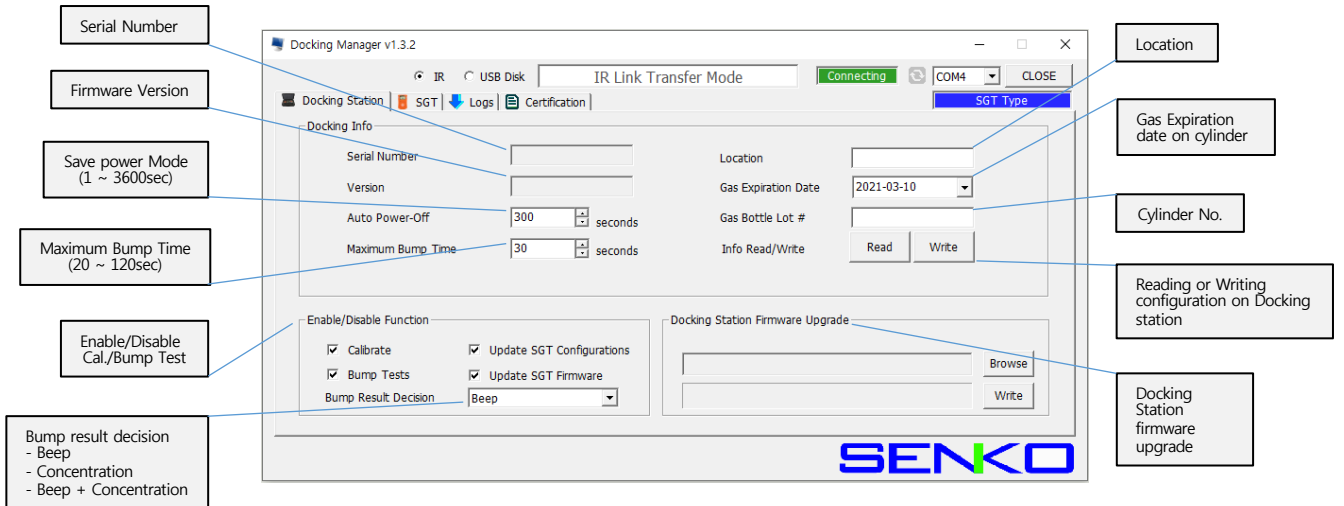 Serial Number
Firmware Version
Save power Mode
(1 ~ 3600sec)
Maximum Bump Time
(20 ~ 120sec)
Enable/Disable
Cal./Bump Test
Bump result decision
- Beep
- Concentration
- Beep + Concentration
Docking Manager v1.3.2
IR USB Disk IR Link Transfer Mode Connecting COM4 CLOSE
Docking Station SGT Logs Certification SGT Type
Docking Info
Serial Number Location
Version Gas Expiration Date 2021-03-10
Auto Power-Off 300 seconds Gas Bottle Lot #
Maximum Bump Time 30 seconds Info Read/Write Read Write
Enable/Disable Function
Calibrate Update SGT Configurations
Bump Tests Update SGT Firmware
Bump Result Decision Beep
Docking Station Firmware Upgrade
Browse
Write
SENKO
Location
Gas Expiration
date on cylinder
Cylinder No.
Reading or Writing
configuration on Docking
station
Docking
Station
firmware
upgrade